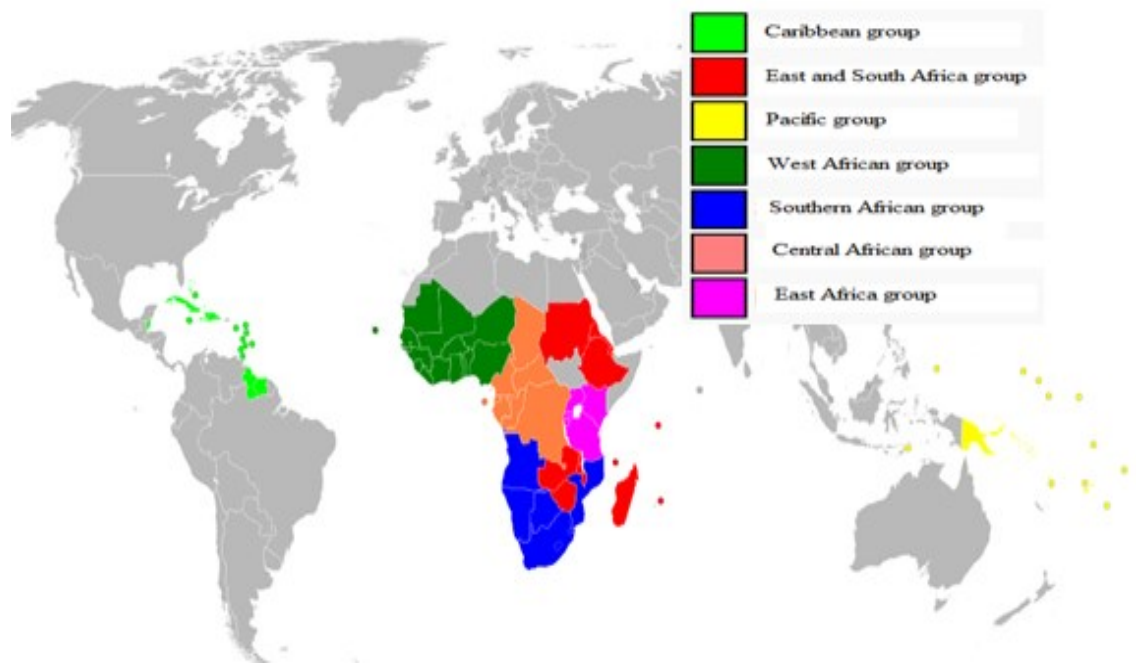 Caribbean group
East and South Africa group
Pacific group
West African group
Southern African group
Central African group
East Africa group